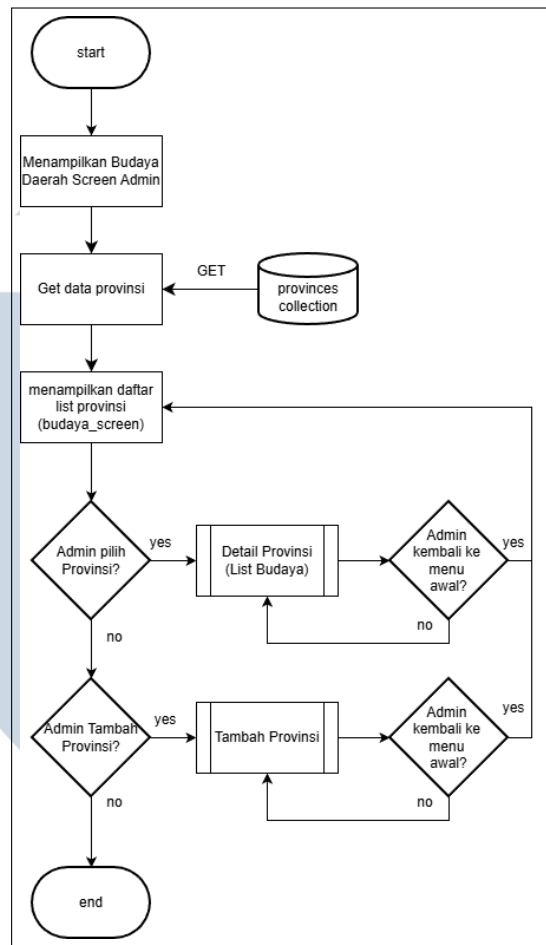 start
Menampilkan Budaya
Daerah Screen Admin
Get data provinsi
GET
provinces
collection
menampilkan daftar
list provinsi
(budaya_screen)
Admin pilih
Provinsi?
yes
Detail Provinsi
(List Budaya)
Admin
kembali ke
menu
awal?
yes
no
no
Admin Tambah
Provinsi?
yes
Tambah Provinsi
Admin
kembali ke
menu
awal?
yes
no
no
end